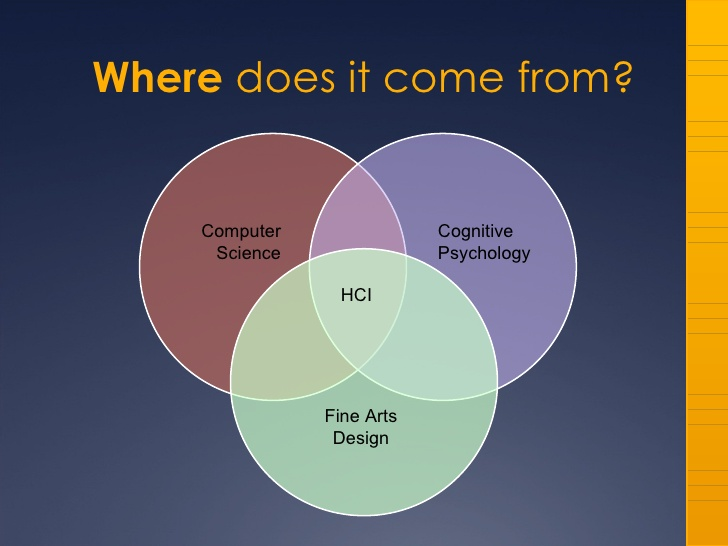 Where does it come from?
Computer
Science
Cognitive
Psychology
HCI
Fine Arts
Design